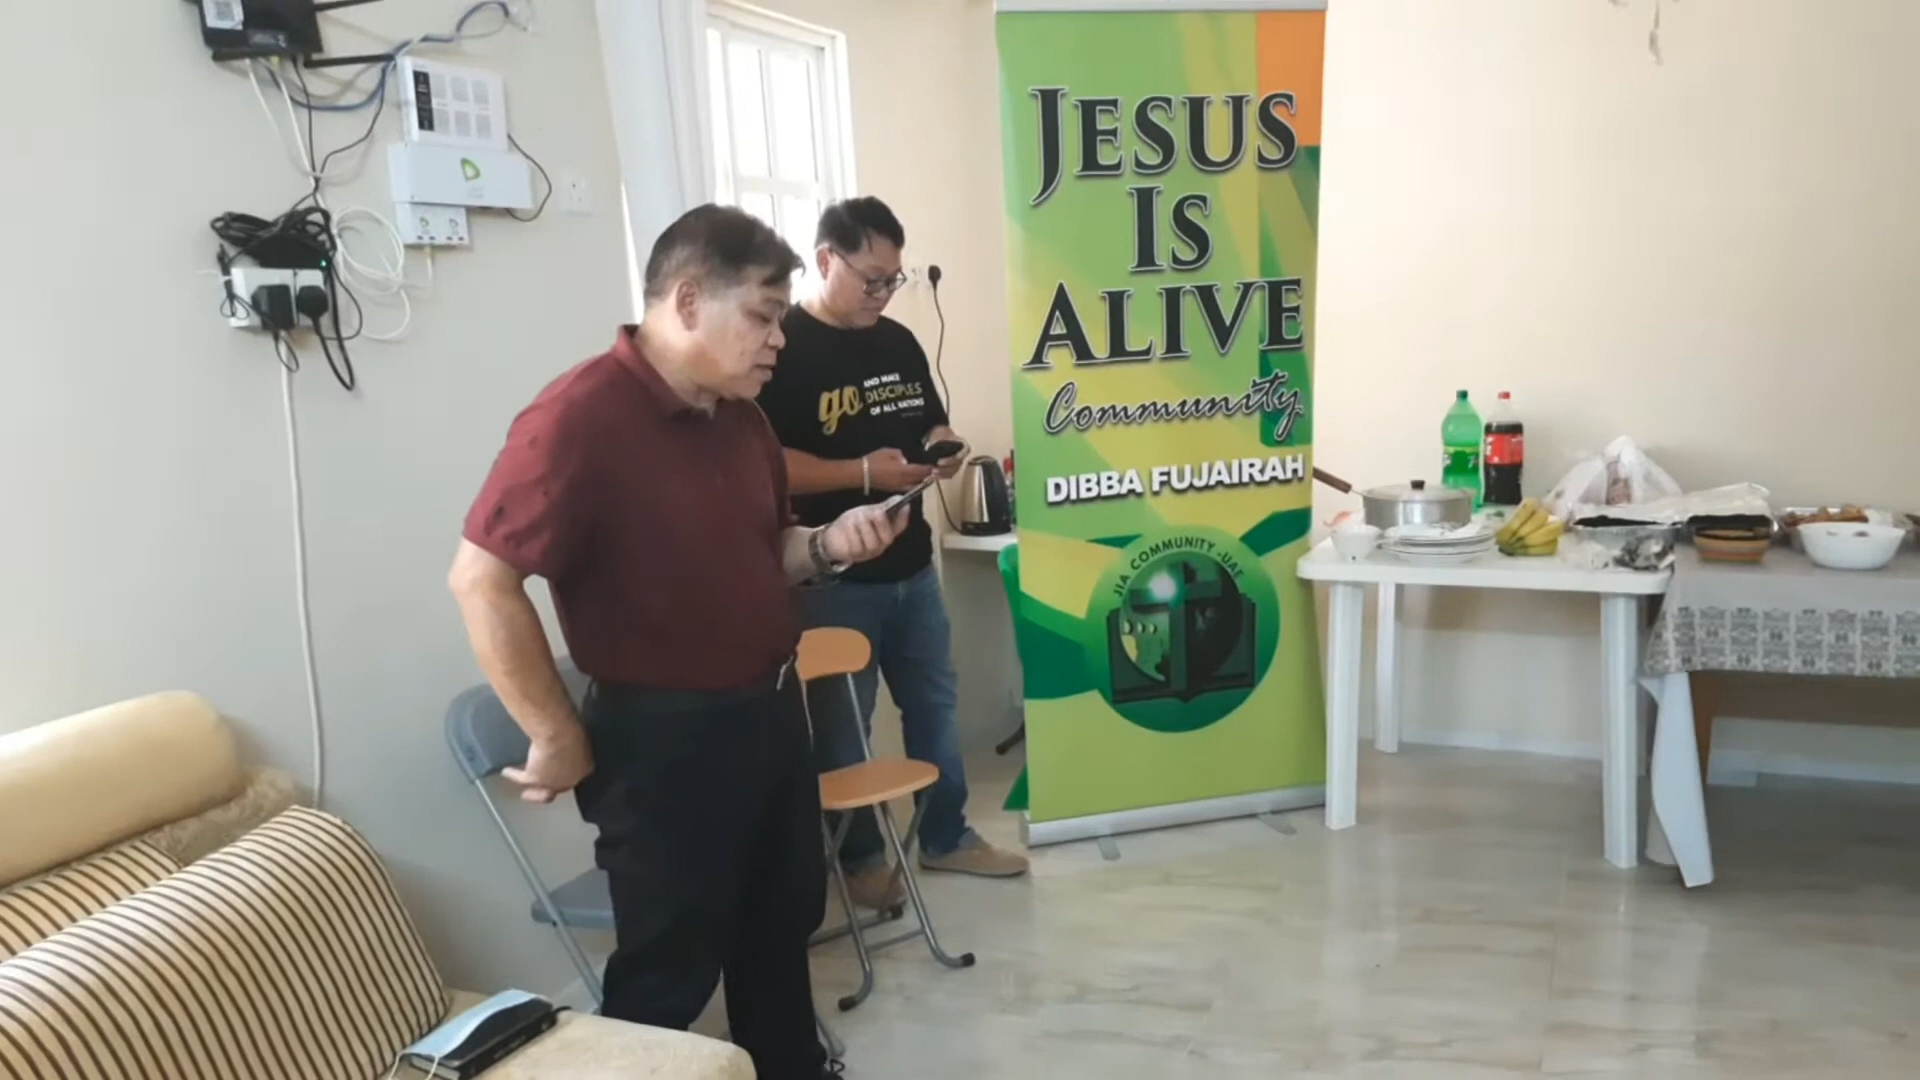 JESUS
IS
ALIVE
Community
DIBBA FUJAIRAH
JIA COMMUNITY -UAE
go AND MAKE
DISCIPLES
OF ALL NATIONS